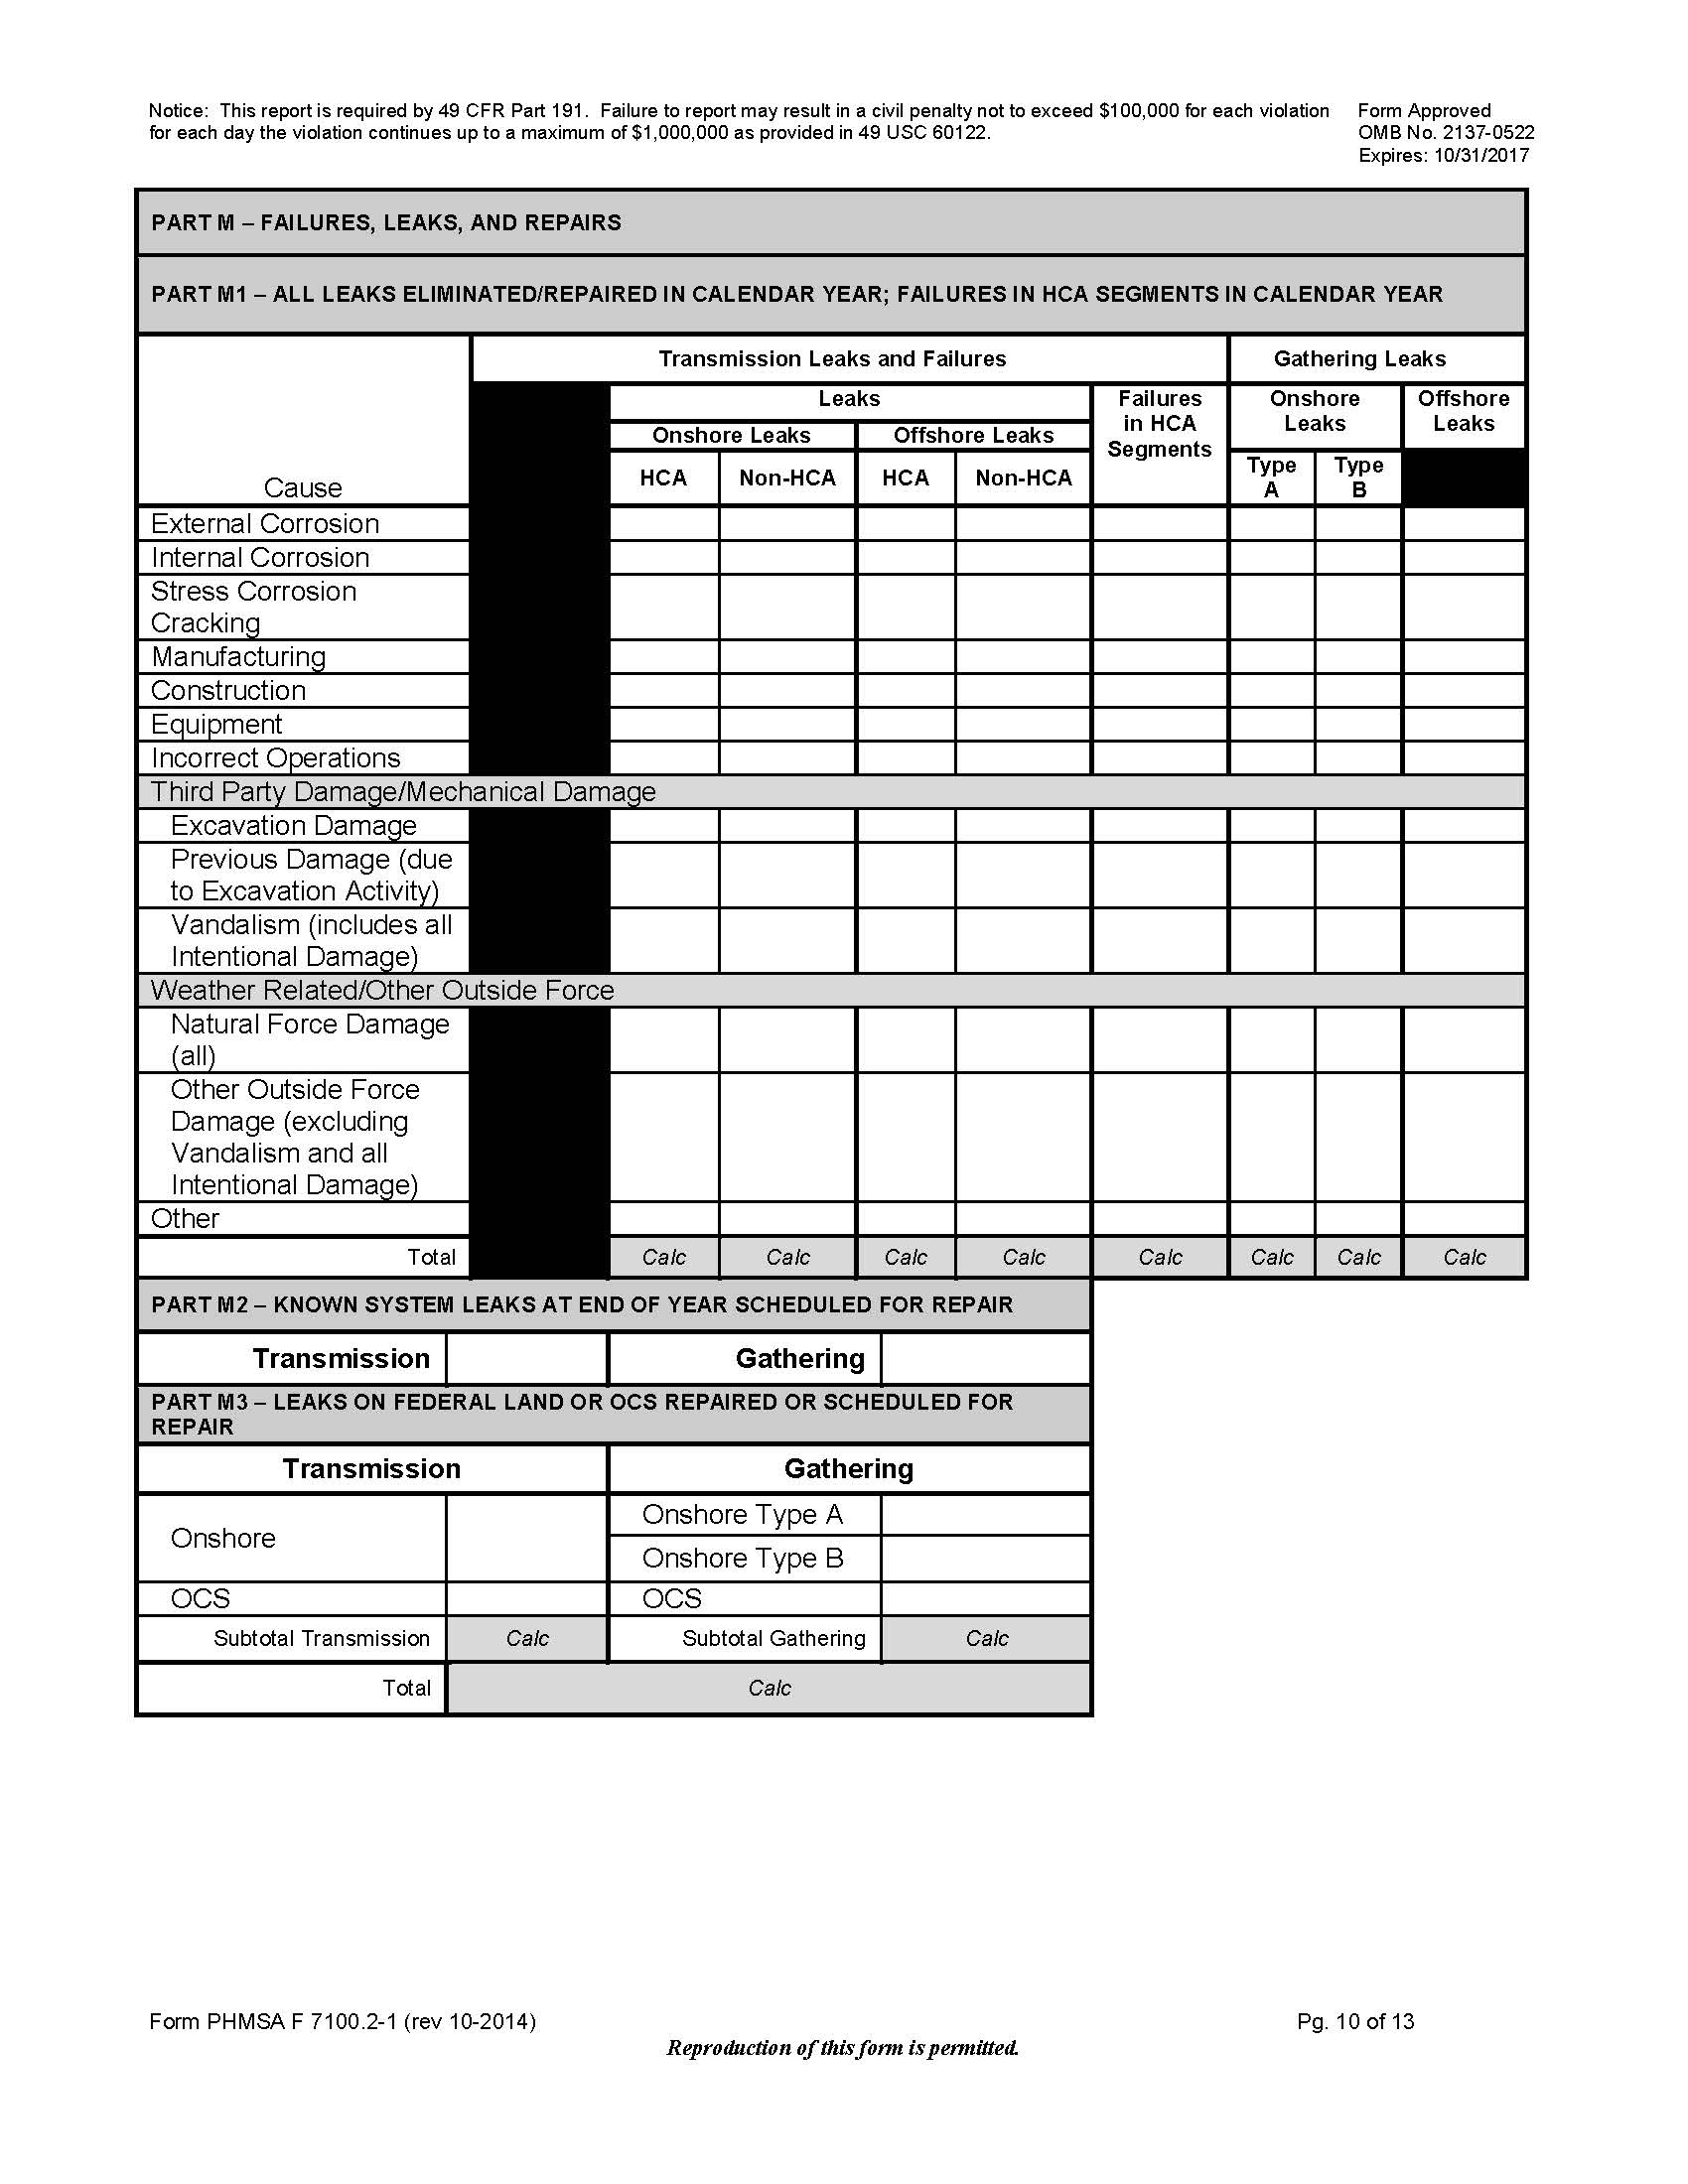 Notice:  This report is required by 49 CFR Part 191.  Failure to report may result in a civil penalty not to exceed $100,000 for each violation
for each day the violation continues up to a maximum of $1,000,000 as provided in 49 USC 60122.
Form Approved
OMB No. 2137-0522
Expires: 10/31/2017
PART M – FAILURES, LEAKS, AND REPAIRS
PART M1 – ALL LEAKS ELIMINATED/REPAIRED IN CALENDAR YEAR; FAILURES IN HCA SEGMENTS IN CALENDAR YEAR
Cause
Transmission Leaks and Failures
Gathering Leaks
Leaks
Failures
in HCA
Segments
Onshore
Leaks
Offshore
Leaks
Onshore Leaks
Offshore Leaks
HCA
Non-HCA
HCA
Non-HCA
Type
A
Type
B
External Corrosion
Internal Corrosion
Stress Corrosion
Cracking
Manufacturing
Construction
Equipment
Incorrect Operations
Third Party Damage/Mechanical Damage
Excavation Damage
Previous Damage (due
to Excavation Activity)
Vandalism (includes all
Intentional Damage)
Weather Related/Other Outside Force
Natural Force Damage
(all)
Other Outside Force
Damage (excluding
Vandalism and all
Intentional Damage)
Other
Total Calc Calc Calc Calc Calc Calc Calc Calc
PART M2 – KNOWN SYSTEM LEAKS AT END OF YEAR SCHEDULED FOR REPAIR
Transmission Gathering
PART M3 – LEAKS ON FEDERAL LAND OR OCS REPAIRED OR SCHEDULED FOR
REPAIR
Transmission Gathering
Onshore
Onshore Type A
Onshore Type B
OCS OCS
Subtotal Transmission Calc Subtotal Gathering Calc
Total Calc
Form PHMSA F 7100.2-1 (rev 10-2014) Pg. 10 of 13
Reproduction of this form is permitted.